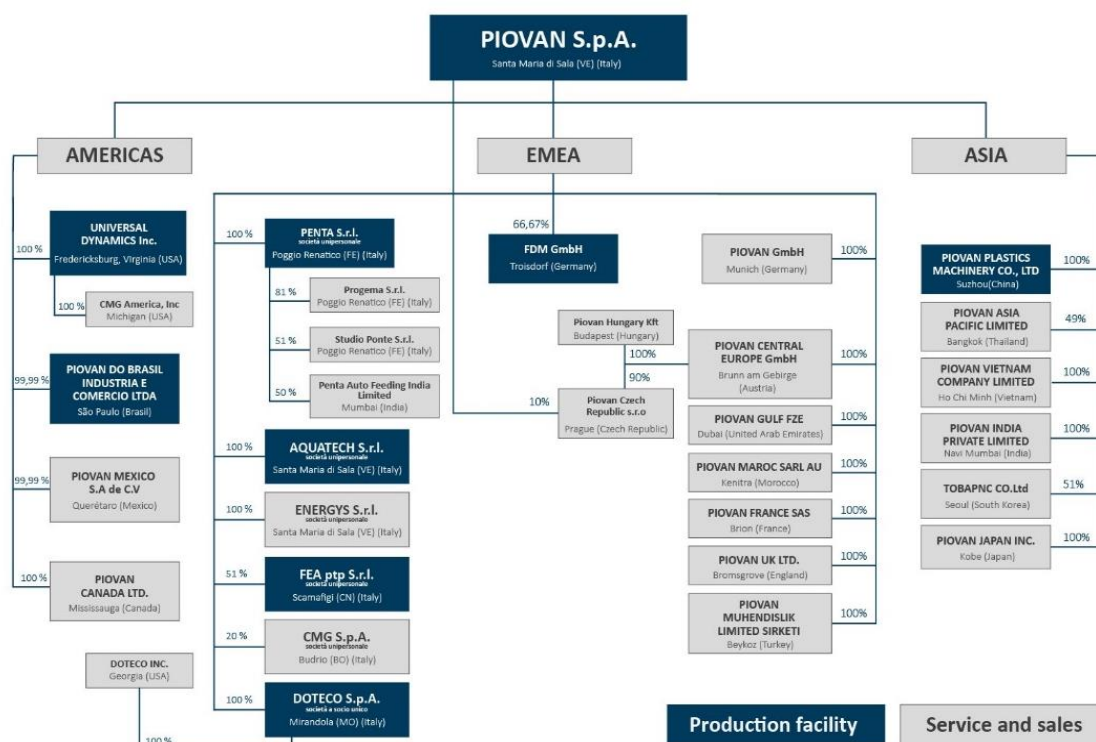 PIOVAN S.p.A.
Santa Maria di Sala (VE) (Italy)
AMERICAS
EMEA
ASIA
100 %
UNIVERSAL
DYNAMICS Inc.
Fredericksburg, Virginia (USA)
100 %
CMG America, Inc
Michigan (USA)
99,99 %
PIOVAN DO BRASIL
INDUSTRIA E
COMERCIO LTDA
São Paulo (Brasil)
99,99 %
PIOVAN MEXICO
S.A de C.V
Querétaro (Mexico)
100 %
PIOVAN
CANADA LTD.
Mississauga (Canada)
DOTECO INC.
Georgia (USA)
100 %
100 %
PENTA S.r.l.
società unipersonale
Poggio Renatico (FE) (Italy)
81 %
Progema S.r.l.
Poggio Renatico (FE) (Italy)
51 %
Studio Ponte S.r.l.
Poggio Renatico (FE) (Italy)
50 %
Penta Auto Feeding India
Limited
Mumbai (India)
100 %
AQUATECH S.r.l.
società unipersonale
Santa Maria di Sala (VE) (Italy)
100 %
ENERGYS S.r.l.
società unipersonale
Santa Maria di Sala (VE) (Italy)
51 %
FEA ptp S.r.l.
società unipersonale
Scarnafigi (CN) (Italy)
20 %
CMG S.p.A.
società unipersonale
Budrio (BO) (Italy)
100 %
DOTECO S.p.A.
società a socio unico
Mirandola (MO) (Italy)
66,67%
FDM GmbH
Troisdorf (Germany)
Piovan Hungary Kft
Budapest (Hungary)
100%
90%
10%
Piovan Czech
Republic s.r.o
Prague (Czech Republic)
PIOVAN GmbH
Munich (Germany)
100%
PIOVAN CENTRAL
EUROPE GmbH
Brunn am Gebirge
(Austria)
100%
PIOVAN GULF FZE
Dubai (United Arab Emirates)
100%
PIOVAN MAROC SARL AU
Kenitra (Morocco)
100%
PIOVAN FRANCE SAS
Brion (France)
100%
PIOVAN UK LTD.
Bromsgrove (England)
100%
PIOVAN
MUHENDISLIK
LIMITED SIRKETI
Beykoz (Turkey)
100%
PIOVAN PLASTICS
MACHINERY CO., LTD
Suzhou(China)
100%
PIOVAN ASIA
PACIFIC LIMITED
Bangkok (Thailand)
49%
PIOVAN VIETNAM
COMPANY LIMITED
Ho Chi Minh (Vietnam)
100%
PIOVAN INDIA
PRIVATE LIMITED
Navi Mumbai (India)
100%
TOBAPNC CO.Ltd
Seoul (South Korea)
51%
PIOVAN JAPAN INC.
Kobe (Japan)
100%
Production facility
Service and sales